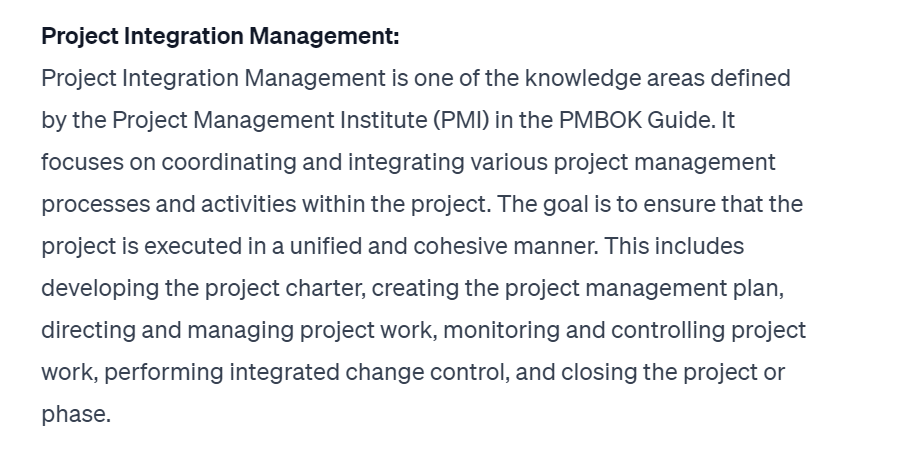 Project Integration Management:
Project Integration Management is one of the knowledge areas defined
by the Project Management Institute (PMI) in the PMBOK Guide. It
focuses on coordinating and integrating various project management
processes and activities within the project. The goal is to ensure that the
project is executed in a unified and cohesive manner. This includes
developing the project charter, creating the project management plan,
directing and managing project work, monitoring and controlling project
work, performing integrated change control, and closing the project or
phase.